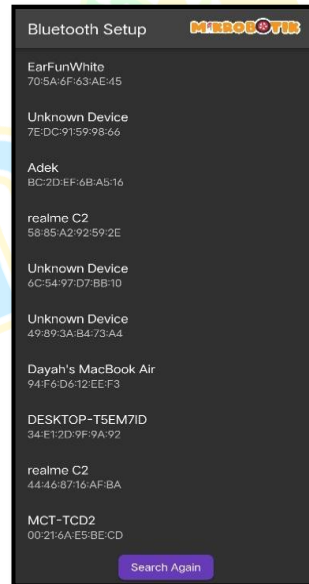 Bluetooth Setup
MIKROBOTIK
EarFunWhite
70:5A:6F:63:AE:45
Unknown Device
7E:DC:91:59:98:66
Adek
BC:2D:EF:6B:A5:16
realme C2
58:85:A2:92:59:2E
Unknown Device
6C:54:97:D7:BB:10
Unknown Device
49:89:3A:B4:73:A4
Dayah's MacBook Air
94:F6:D6:12:EE:F3
DESKTOP-T5EM7ID
34:E1:2D:9F:9A:92
realme C2
44:46:87:16:AF:BA
MCT-TCD2
00:21:6A:E5:BE:CD
Search Again